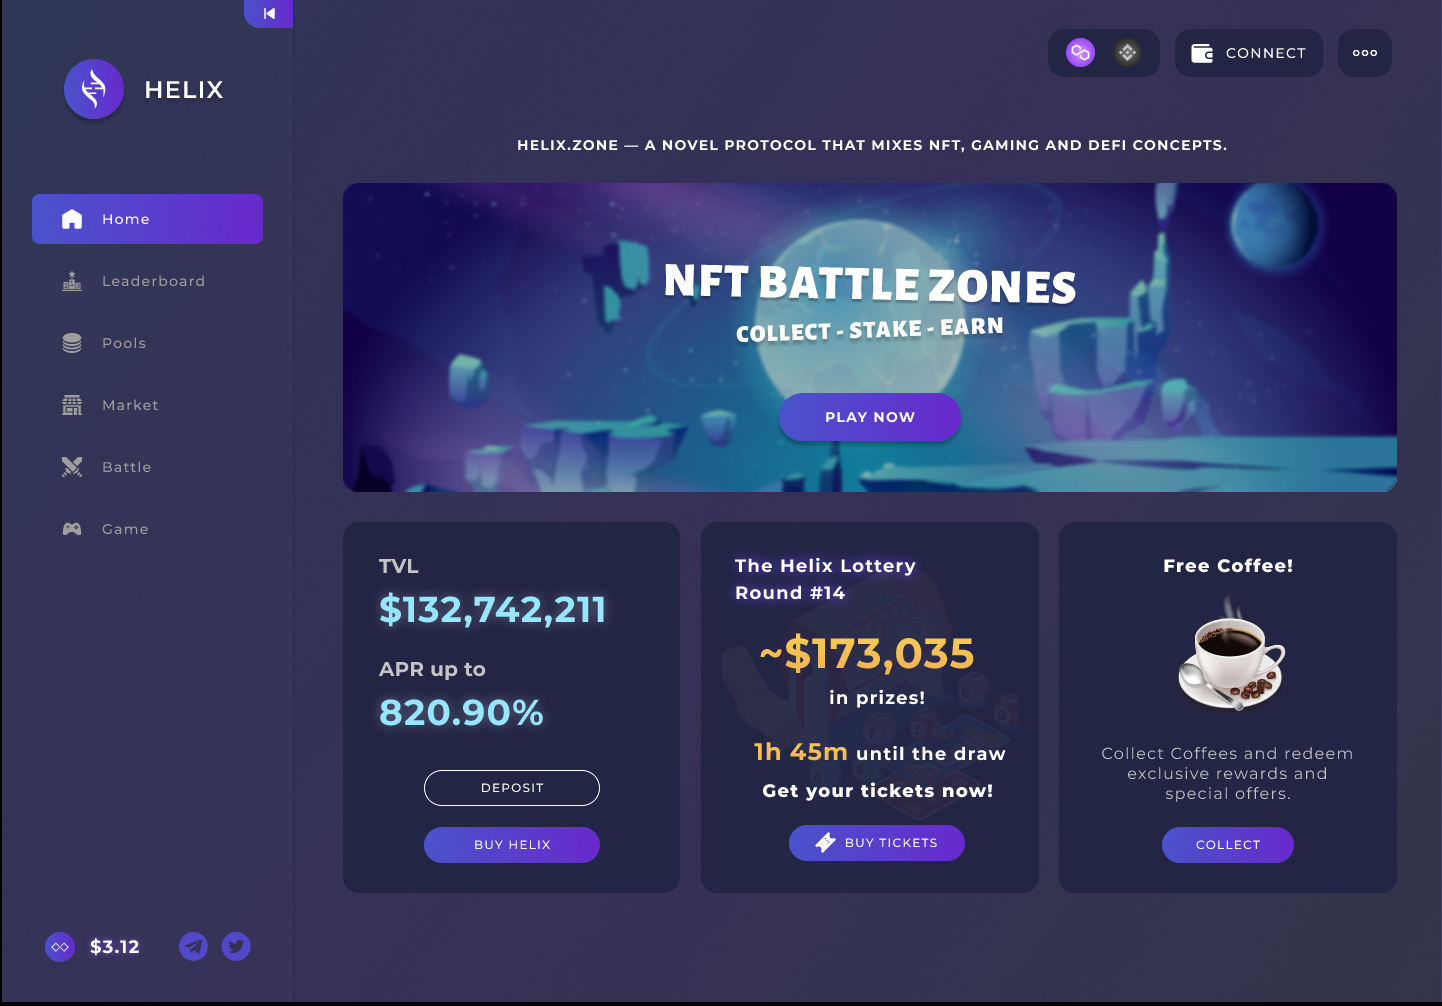 HELIX
CONNECT
HELIX.ZONE — A NOVEL PROTOCOL THAT MIXES NFT, GAMING AND DEFI CONCEPTS.
Home
Leaderboard
Pools
Market
Battle
Game
NFT BATTLE ZONES
COLLECT - STAKE - EARN
PLAY NOW
TVL
$132,742,211
APR up to
820.90%
DEPOSIT
BUY HELIX
The Helix Lottery
Round #14
~$173,035
in prizes!
1h 45m until the draw
Get your tickets now!
BUY TICKETS
Free Coffee!
Collect Coffees and redeem
exclusive rewards and
special offers.
COLLECT
$3.12